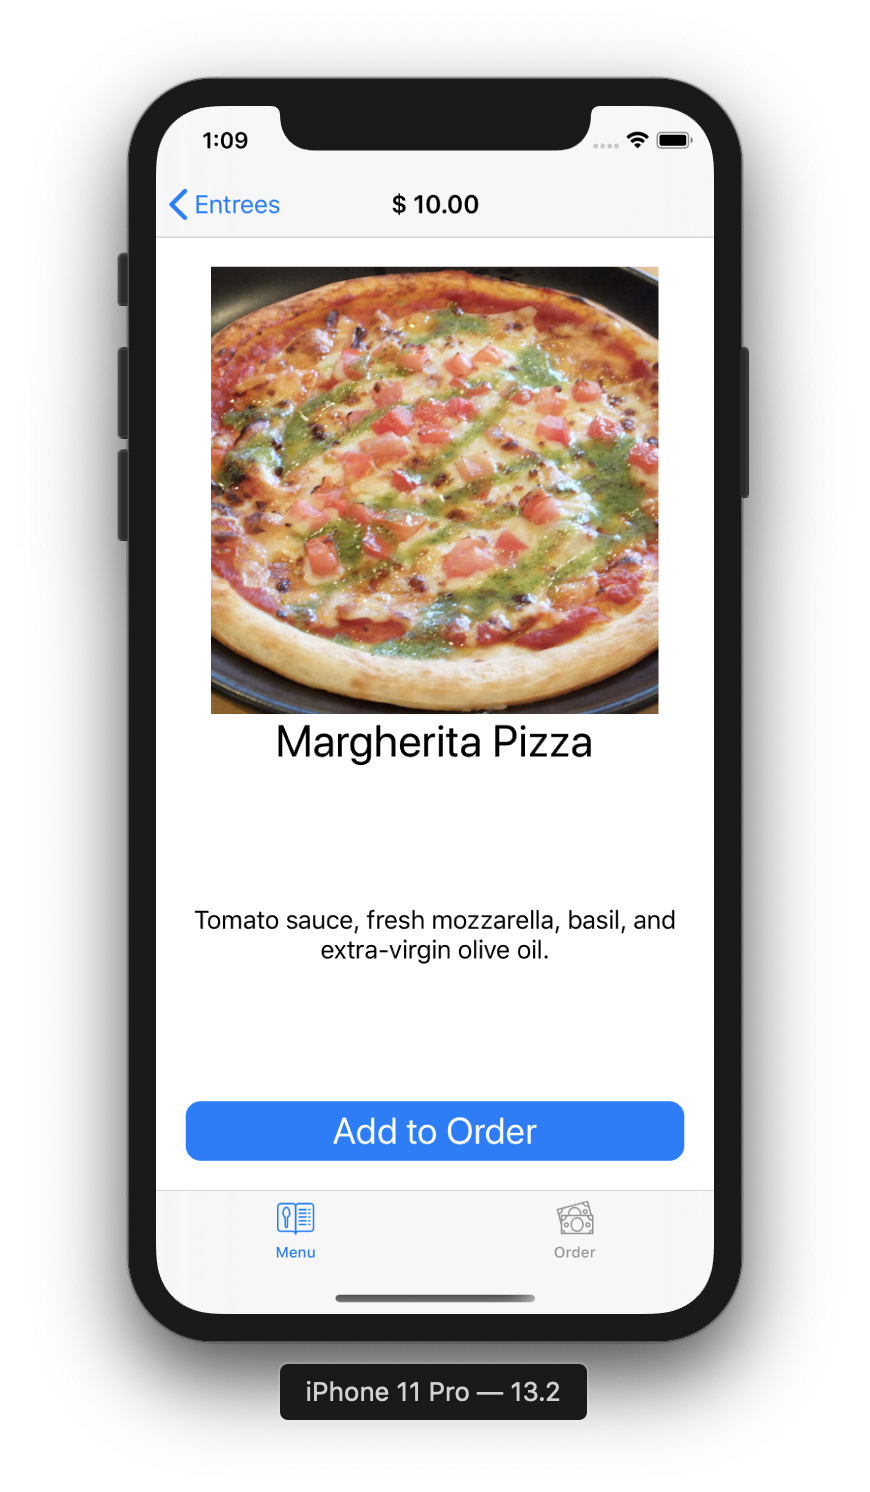 1:09
Entrees
$ 10.00
Margherita Pizza
Tomato sauce, fresh mozzarella, basil, and
extra-virgin olive oil.
Add to Order
Menu
Order
iPhone 11 Pro — 13.2